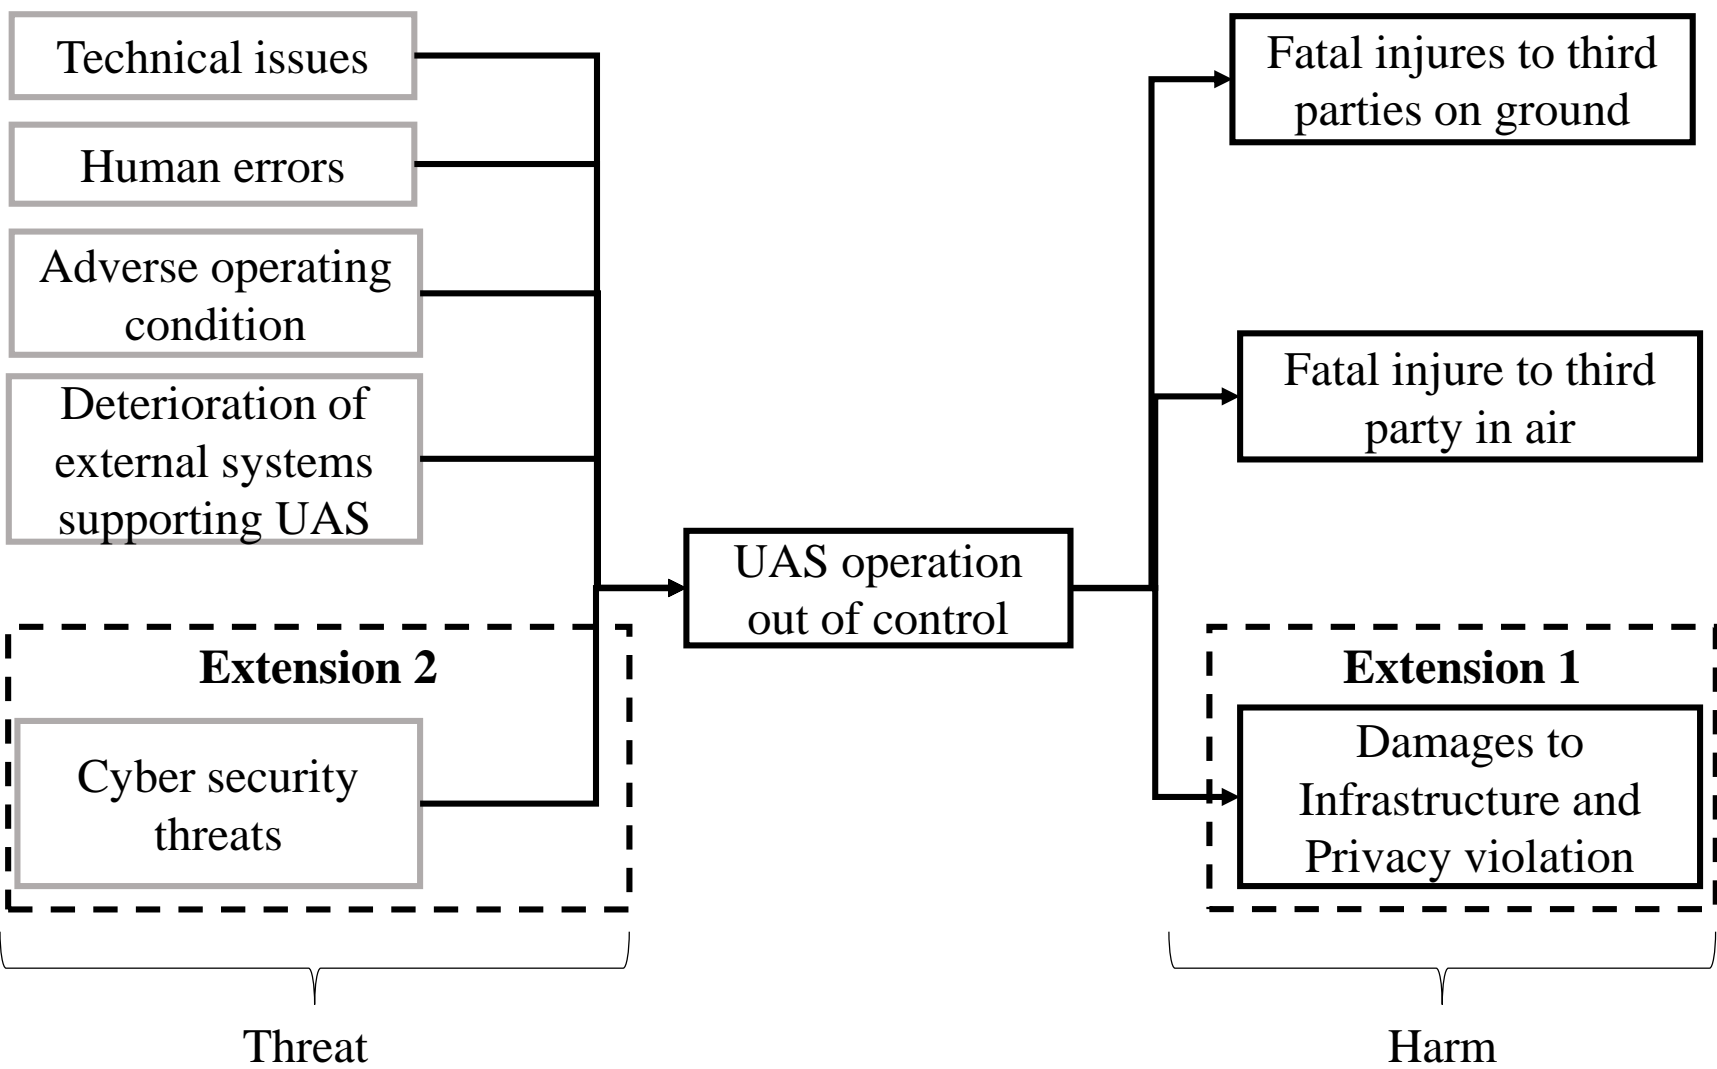 Technical issues
Human errors
Adverse operating
condition
Deterioration of
external systems
supporting UAS
Extension 2
Cyber security
threats
Threat
UAS operation
out of control
Fatal injures to third
parties on ground
Fatal injure to third
party in air
Extension 1
Damages to
Infrastructure and
Privacy violation
Harm